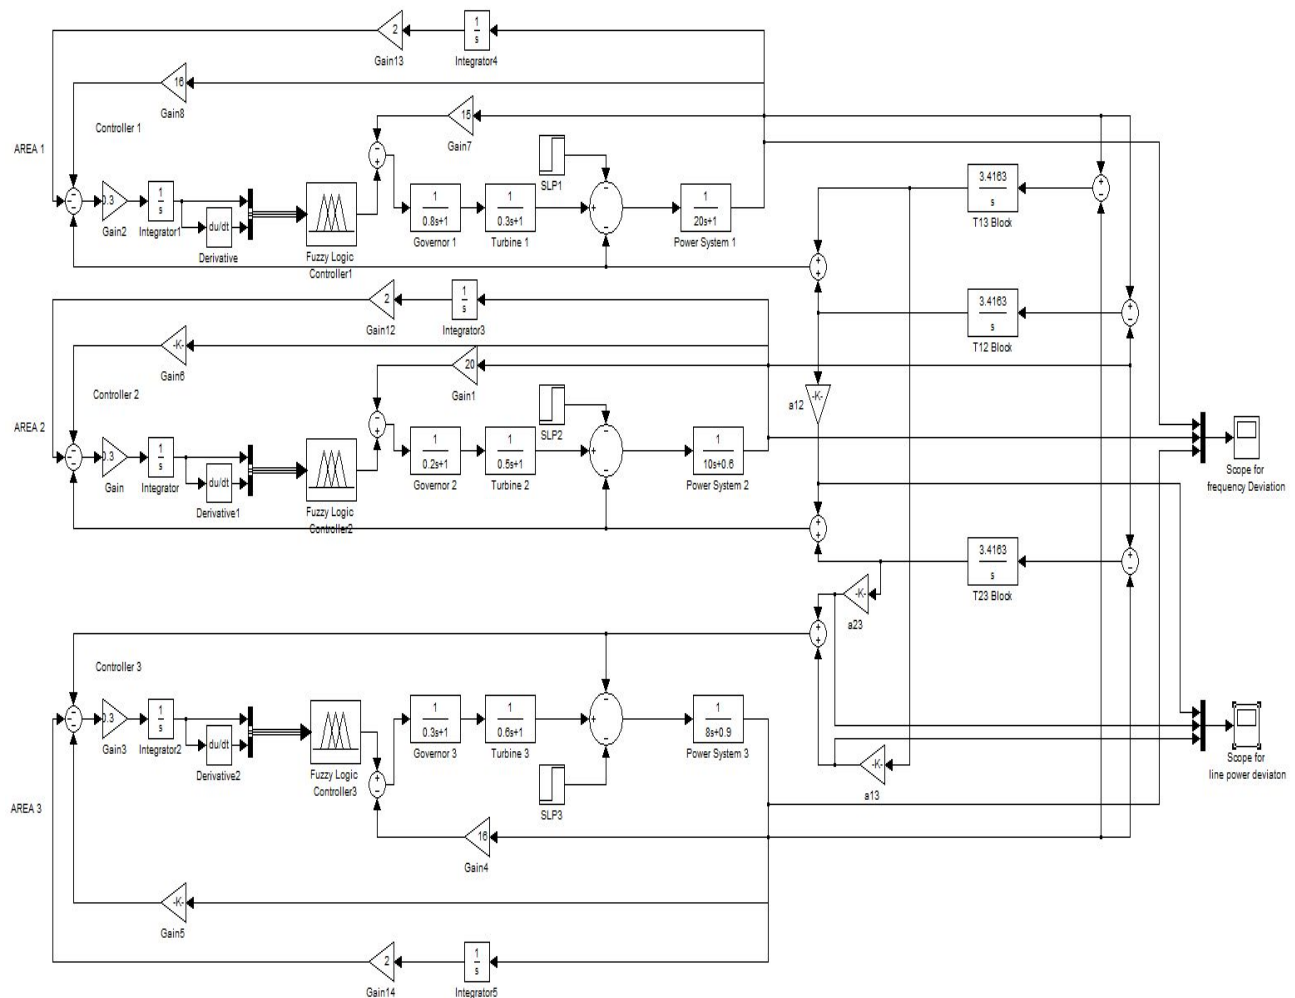 2
1
s
Gain13
Integrator4
16
Gain8
Controller 1
15
Gain7
AREA 1
SLP1
0.3
Gain2
1
s
Integrator1
du/dt
Derivative
Fuzzy Logic
Controller1
1
0.8s+1
Governor 1
1
0.3s+1
Turbine 1
1
20s+1
Power System 1
3.4163
s
T13 Block
2
Gain12
1
s
Integrator3
3.4163
s
T12 Block
-K-
Gain6
20
Gain1
Controller 2
-K-
a12
AREA 2
SLP2
0.3
Gain
1
s
Integrator
du/dt
Derivative1
Fuzzy Logic
Controller2
1
0.2s+1
Governor 2
1
0.5s+1
Turbine 2
1
10s+0.6
Power System 2
Scope for
frequency Deviation
3.4163
s
T23 Block
-K-
a23
Controller 3
0.3
Gain3
1
s
Integrator2
du/dt
Derivative2
Fuzzy Logic
Controller3
1
0.3s+1
Governor 3
1
0.6s+1
Turbine 3
1
8s+0.9
Power System 3
Scope for
line power deviaton
-K-
a13
AREA 3
SLP3
16
Gain4
-K-
Gain5
2
Gain14
1
s
Integrator5